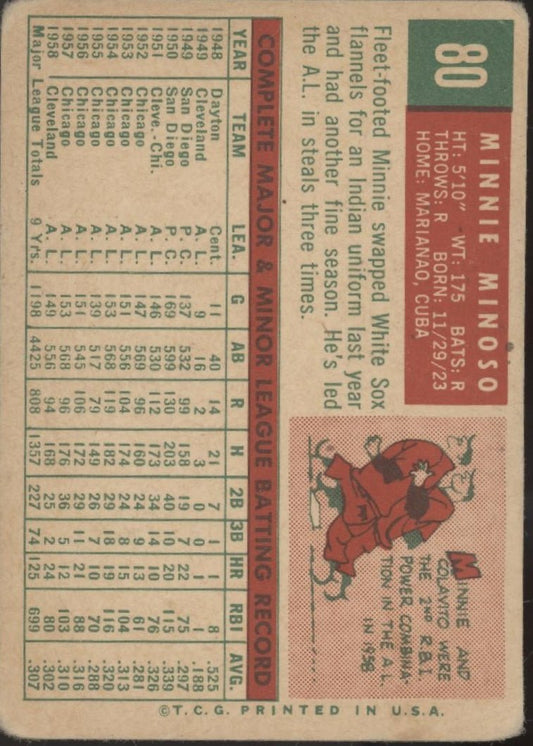 80
MINNIE MINOSO
HT: 5'10" WT: 175 BATS: R
THROWS: R BORN: 11/29/23
HOME: MARIANAO, CUBA
Fleet-footed Minnie swapped White Sox
flannels for an Indian uniform last year
and had another fine season. He's led
the A.L. in steals three times.
MINNIE AND
COLAVITO WERE
THE 2ND R.B.I.
POWER COMBINA-
TION IN THE A.L.
IN 1958
COMPLETE MAJOR & MINOR LEAGUE BATTING RECORD
YEAR TEAM LEA. G AB R H 2B 3B HR RBI AVG.
1948 Dayton Cent. 11 40 14 21 7 1 1 8 .525
1949 Cleveland A. L. 9 16 2 3 0 0 1 1 .188
1949 San Diego P. C. 137 532 99 158 19 7 22 75 .297
1950 San Diego P. C. 169 599 130 203 40 10 20 115 .339
1951 Cleve.-Chi. A. L. 146 530 112 173 34 14 10 76 .326
1952 Chicago A. L. 147 569 96 160 24 9 13 61 .281
1953 Chicago A. L. 151 556 104 174 24 8 15 104 .313
1954 Chicago A. L. 153 568 119 182 29 18 19 116 .320
1955 Chicago A. L. 139 517 79 149 26 7 10 70 .288
1956 Chicago A. L. 151 545 106 172 29 11 21 88 .316
1957 Chicago A. L. 153 568 96 176 36 5 12 103 .310
1958 Cleveland A. L. 149 556 94 168 25 2 24 80 .302
Major League Totals 9 Yrs. 1198 4425 808 1357 227 74 125 699 .307
©T.C.G. PRINTED IN U.S.A.